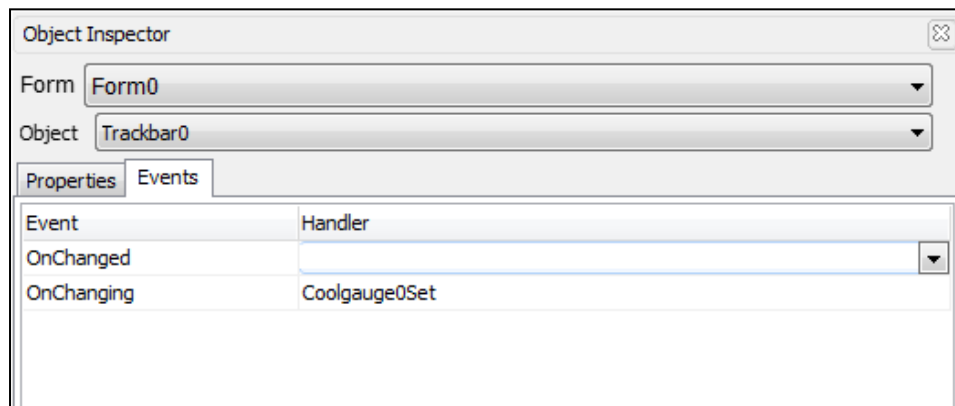 Object Inspector
Form Form0
Object Trackbar0
Properties Events
Event Handler
OnChanged
OnChanging Coolgauge0Set